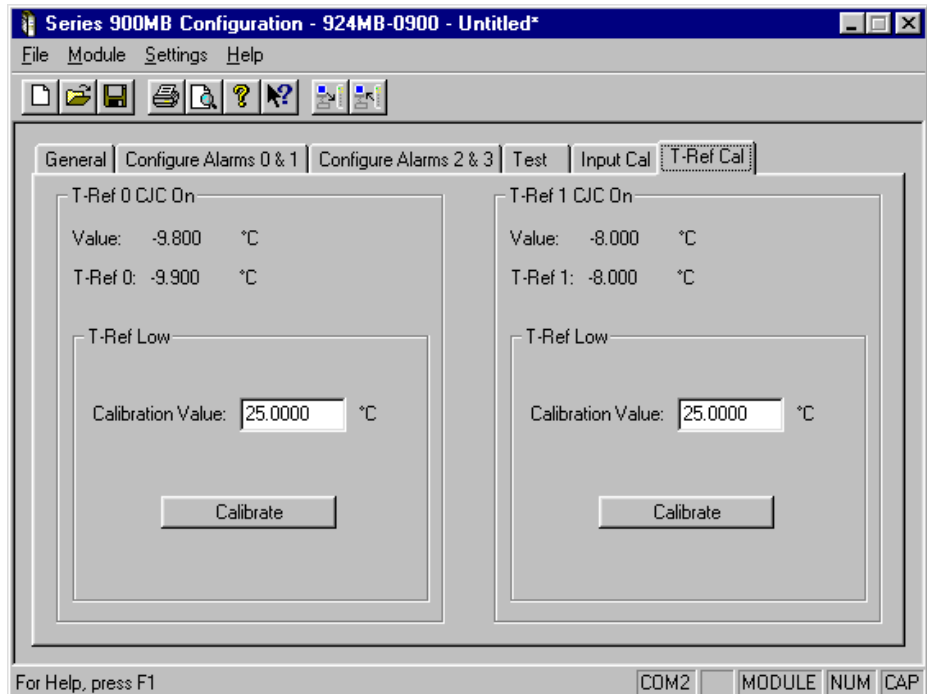 Series 900MB Configuration - 924MB-0900 - Untitled*
File Module Settings Help
General Configure Alarms 0 & 1 Configure Alarms 2 & 3 Test Input Cal T-Ref Cal
T-Ref 0 CJC On
Value: -9.800 °C
T-Ref 0: -9.900 °C
T-Ref Low
Calibration Value: 25.0000 °C
Calibrate
T-Ref 1 CJC On
Value: -8.000 °C
T-Ref 1: -8.000 °C
T-Ref Low
Calibration Value: 25.0000 °C
Calibrate
For Help, press F1 COM2 MODULE NUM CAP